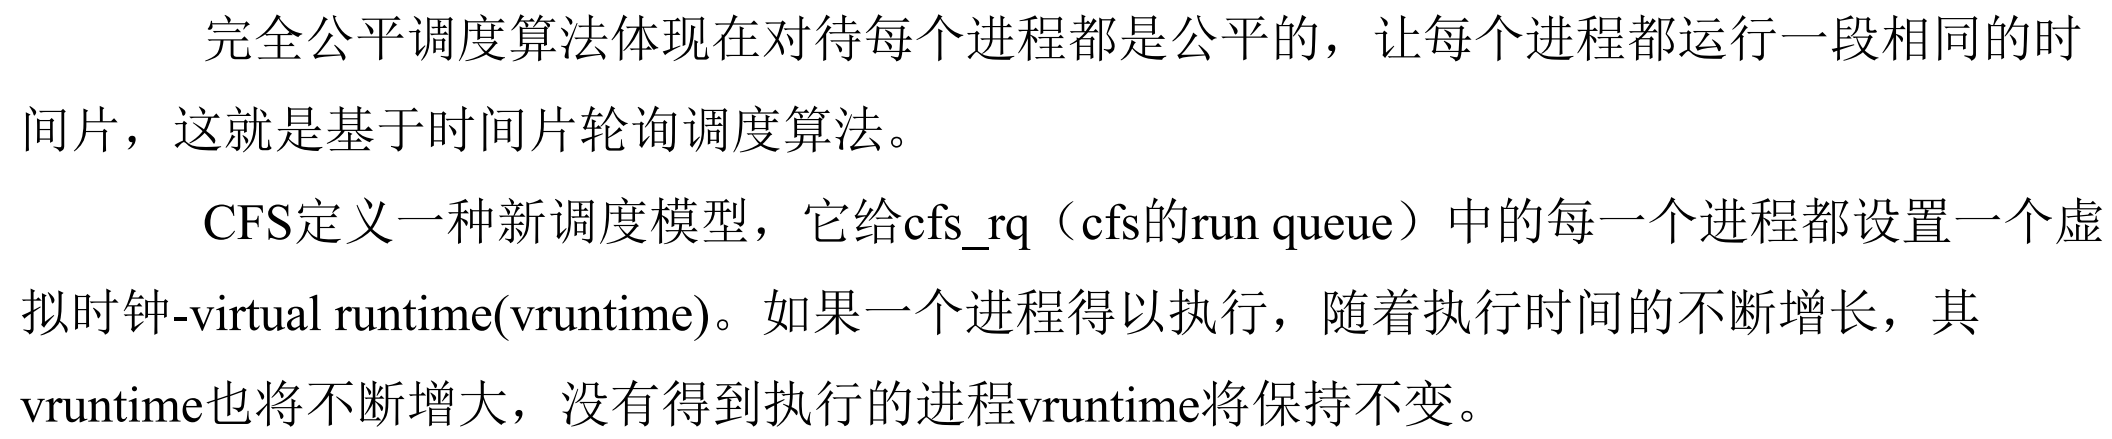 完全公平调度算法体现在对待每个进程都是公平的，让每个进程都运行一段相同的时
间片，这就是基于时间片轮询调度算法。
CFS定义一种新调度模型，它给cfs_rq（cfs的run queue）中的每一个进程都设置一个虚
拟时钟-virtual runtime(vruntime)。如果一个进程得以执行，随着执行时间的不断增长，其
vruntime也将不断增大，没有得到执行的进程vruntime将保持不变。